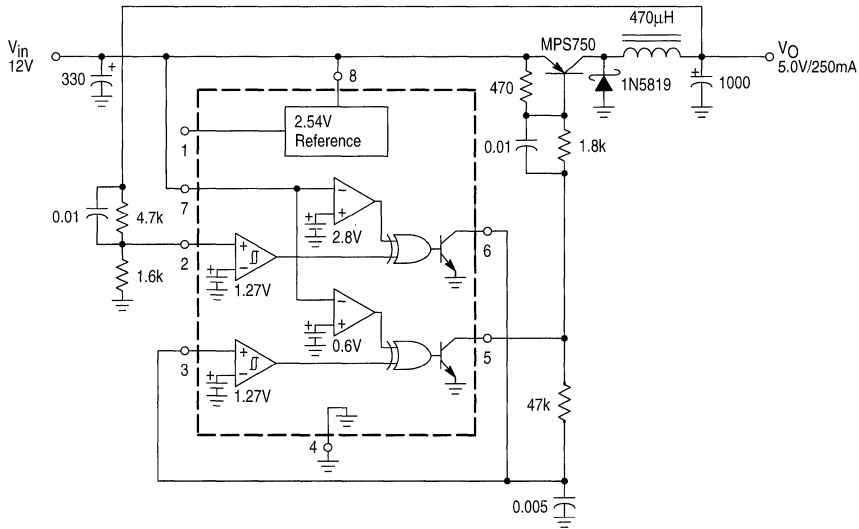 470µH
Vin
12V
MPS750
VO
5.0V/250mA
330
+
8
470
1N5819
+
1000
2.54V
Reference
1
0.01
1.8k
7
0.01
4.7k
−
+
2.8V
6
2
+
−
1.27V
1.6k
−
+
0.6V
5
3
+
−
1.27V
47k
4
0.005